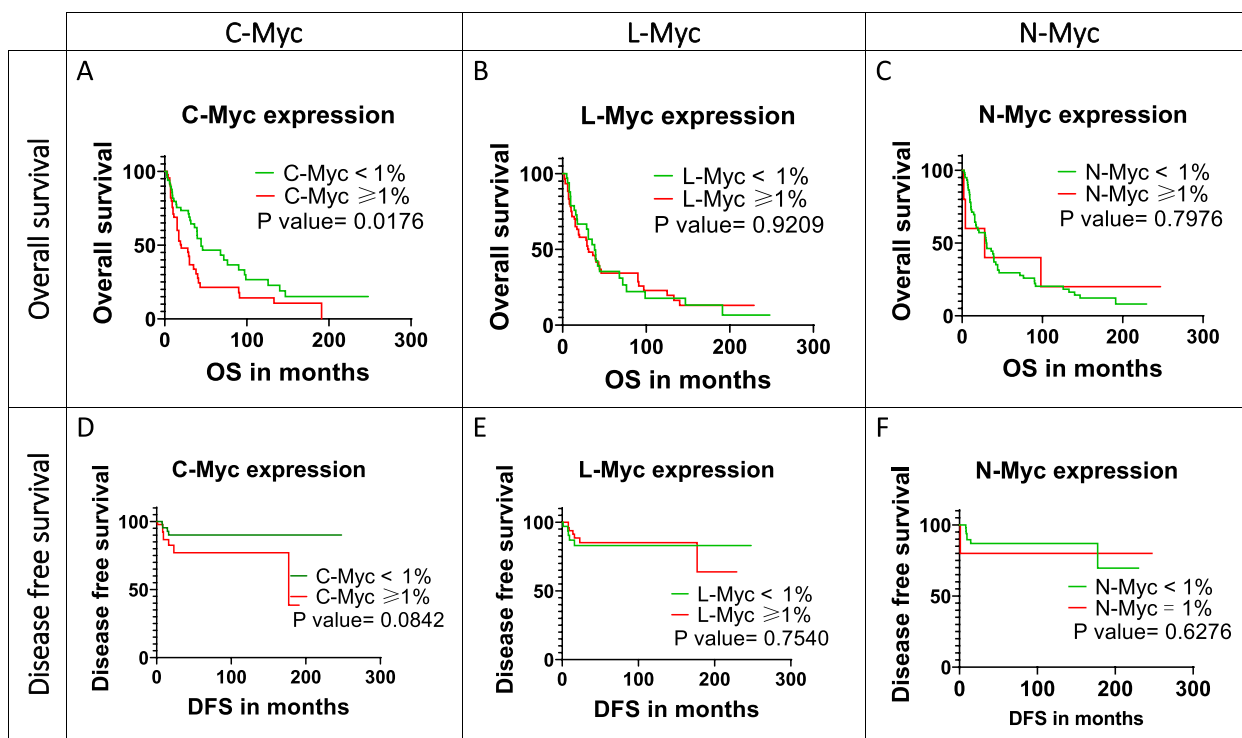 C-Myc
L-Myc
N-Myc
Overall survival
A
C-Myc expression
Overall survival
100
50
0
C-Myc < 1%
C-Myc ⩾1%
P value= 0.0176
0 100 200 300
OS in months
B
L-Myc expression
Overall survival
100
50
0
L-Myc < 1%
L-Myc ⩾1%
P value= 0.9209
0 100 200 300
OS in months
C
N-Myc expression
Overall survival
100
50
0
N-Myc < 1%
N-Myc ⩾1%
P value= 0.7976
0 100 200 300
OS in months
Disease free survival
D
C-Myc expression
Disease free survival
100
50
0
C-Myc < 1%
C-Myc ⩾1%
P value= 0.0842
0 100 200 300
DFS in months
E
L-Myc expression
Disease free survival
100
50
0
L-Myc < 1%
L-Myc ⩾1%
P value= 0.7540
0 100 200 300
DFS in months
F
N-Myc expression
Disease free survival
100
50
0
N-Myc < 1%
N-Myc = 1%
P value= 0.6276
0 100 200 300
DFS in months